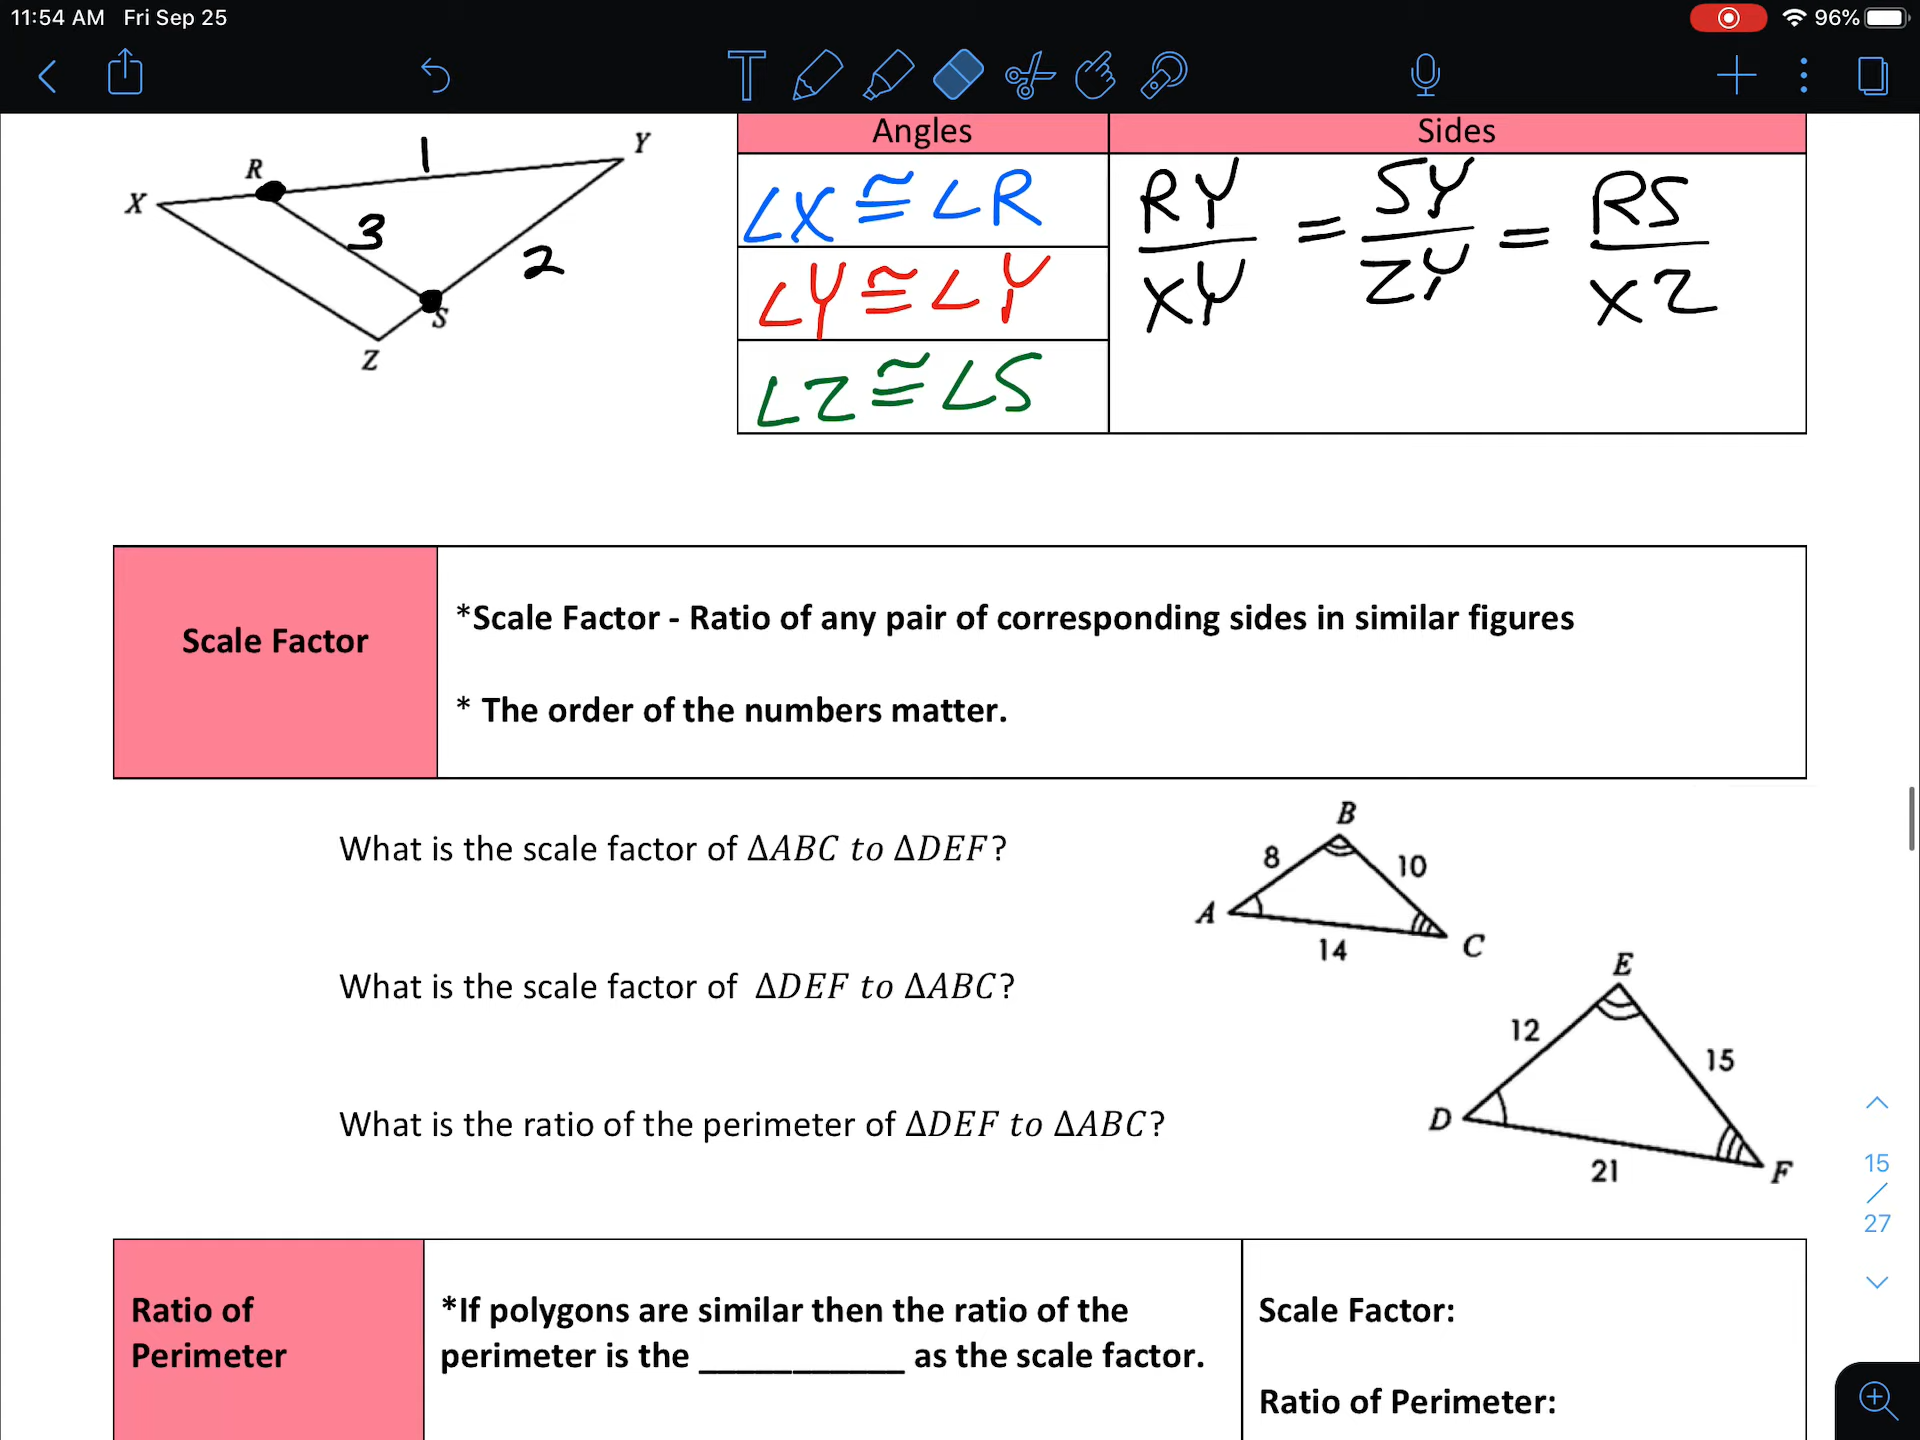 11:54 AM Fri Sep 25
96%
T
Angles
Sides
X
R
1
Y
3
2
S
Z
∠X ≅ ∠R
∠Y ≅ ∠Y
∠Z ≅ ∠S
RY/XY = SY/ZY = RS/XZ
Scale Factor
*Scale Factor - Ratio of any pair of corresponding sides in similar figures
* The order of the numbers matter.
What is the scale factor of ΔABC to ΔDEF?
B
8
10
A
14
C
What is the scale factor of ΔDEF to ΔABC?
E
12
15
D
21
F
What is the ratio of the perimeter of ΔDEF to ΔABC?
15
/
27
Ratio of
Perimeter
*If polygons are similar then the ratio of the
perimeter is the ___________ as the scale factor.
Scale Factor:
Ratio of Perimeter: